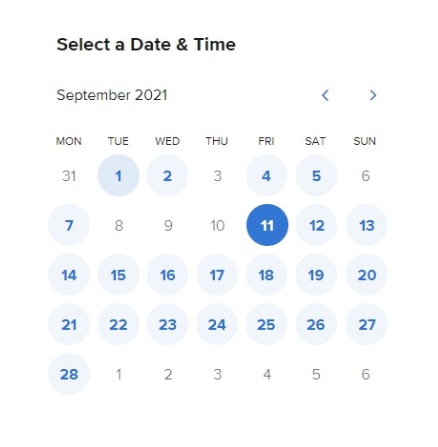 Select a Date & Time
September 2021
MON TUE WED THU FRI SAT SUN
31 1 2 3 4 5 6
7 8 9 10 11 12 13
14 15 16 17 18 19 20
21 22 23 24 25 26 27
28 1 2 3 4 5 6